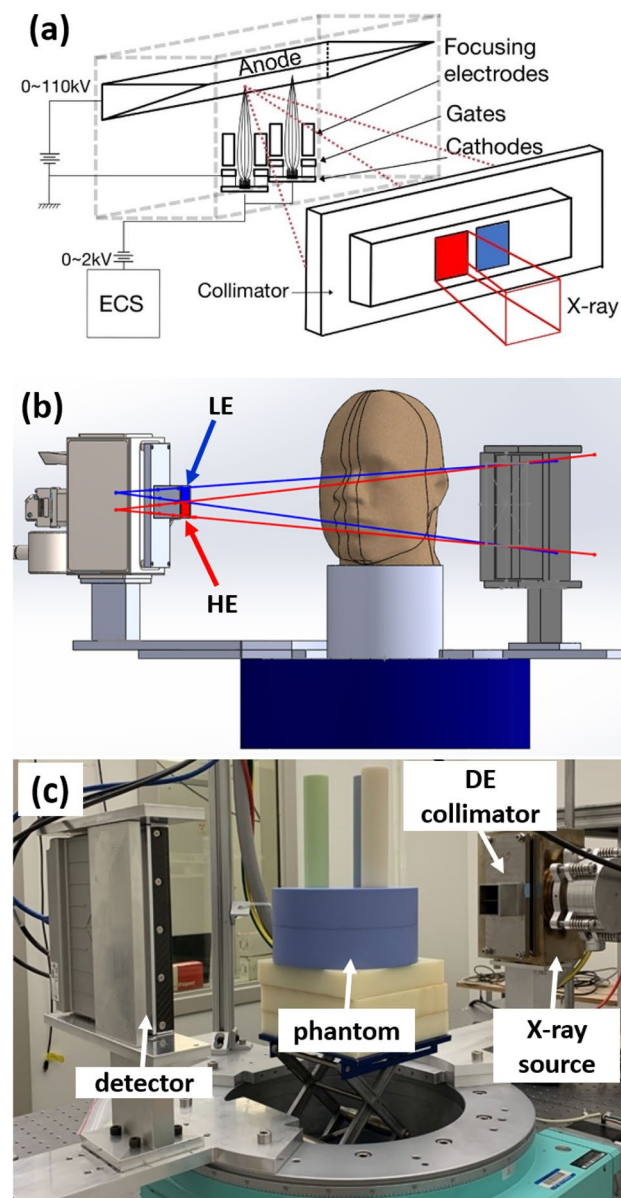 (a)
Anode
Focusing
electrodes
0~110kV
Gates
Cathodes
0~2kV
ECS
Collimator
X-ray
(b)
LE
HE
(c)
DE
collimator
phantom
X-ray
source
detector